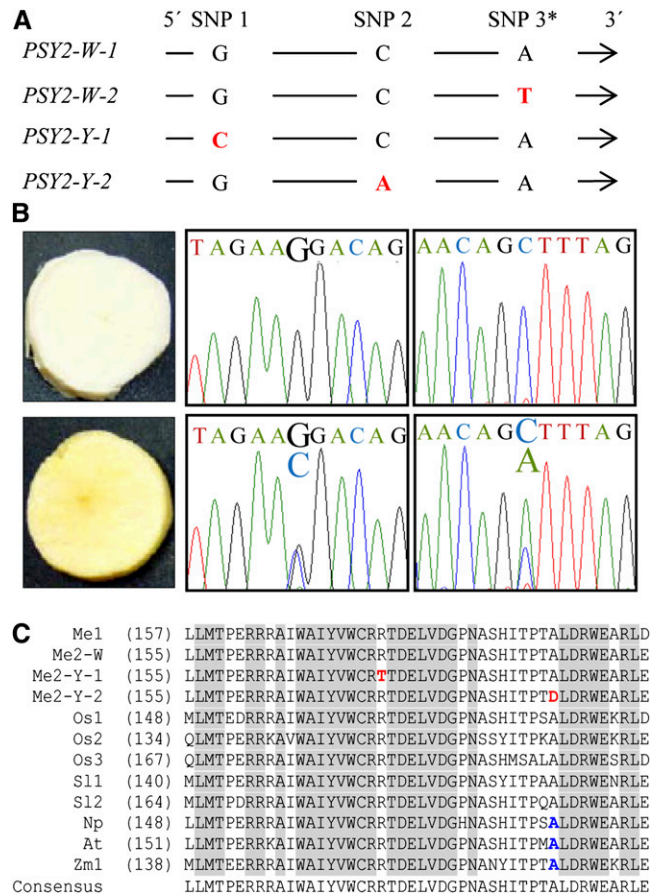 A
5´ SNP 1 SNP 2 SNP 3* 3´
PSY2-W-1 G C A
PSY2-W-2 G C T
PSY2-Y-1 C C A
PSY2-Y-2 G A A
B
TAGAAGGACAG AACAGCTTTAG
TAGAAGGACAG AACAGCTTTAG
C A
C
Me1 (157) LLMTPERRRAIWAIYVWCRRTDELVDGPNASHITPTALDRWEARLD
Me2-W (155) LLMTPERRRAIWAIYVWCRRTDELVDGPNASHITPTALDRWEARLE
Me2-Y-1 (155) LLMTPERRRAIWAIYVWCRTTDELVDGPNASHITPTALDRWEARLE
Me2-Y-2 (155) LLMTPERRRAIWAIYVWCRRTDELVDGPNASHITPTDLDRWEARLE
Os1 (148) MLMTEDRRRAIWAIYVWCRRTDELVDGPNASHITPSALDRWEKRLD
Os2 (134) QLMTPERRKAVWAIYVWCRRTDELVDGPNSSYITPKALDRWEKRLE
Os3 (167) QLMTPERRRAIWAIYVWCRRTDELVDGPNASHMSALALDRWESRLD
Sl1 (140) MLMTPERRRAIWAIYVWCRRTDELVDGPNASYITPAALDRWENRLE
Sl2 (164) MLMTPDRRRAIWAIYVWCRRTDELVDGPNASHITPQALDRWEARLE
Np (148) MLMTPERRRAIWAIYVWCRRTDELVDGPNASHITPSALDRWEARLE
At (151) LLMTPERRRAIWAIYVWCRRTDELVDGPNASHITPMALDRWEARLE
Zm1 (138) MLMTEERRRAIWAIYVWCRRTDELVDGPNANYITPTALDRWEKRLE
Consensus LLMTPERRRAIWAIYVWCRRTDELVDGPNASHITPTALDRWEARLE